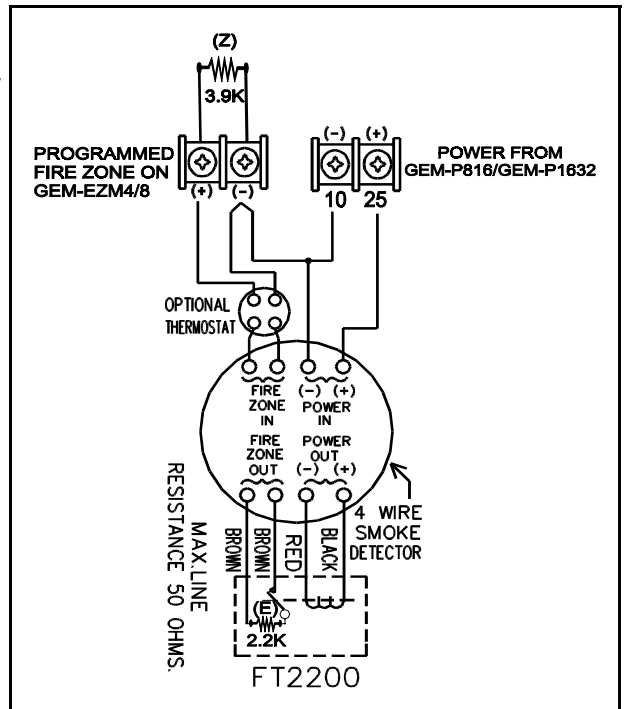 (Z)
3.9K
PROGRAMMED
FIRE ZONE ON
GEM-EZM4/8
(+) (-)
(-) (+)
10 25
POWER FROM
GEM-P816/GEM-P1632
OPTIONAL
THERMOSTAT
FIRE
ZONE
IN
(-) (+)
POWER
IN
FIRE
ZONE
OUT
POWER
OUT
(-) (+)
4 WIRE
SMOKE
DETECTOR
BROWN
BROWN
RED
BLACK
MAX.LINE
RESISTANCE 50 OHMS.
(E)
2.2K
FT2200